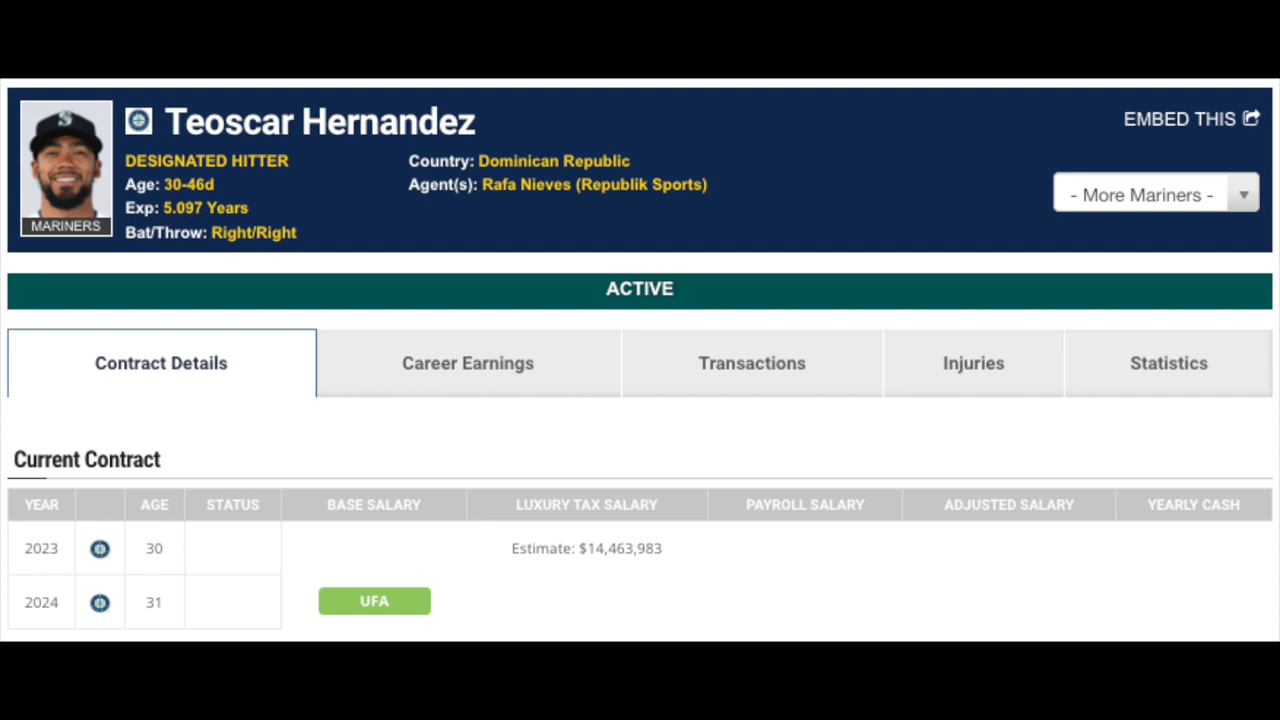 Teoscar Hernandez
EMBED THIS
DESIGNATED HITTER
Country: Dominican Republic
Age: 30-46d
Agent(s): Rafa Nieves (Republik Sports)
- More Mariners -
Exp: 5.097 Years
MARINERS
Bat/Throw: Right/Right
ACTIVE
Contract Details Career Earnings Transactions Injuries Statistics
Current Contract
YEAR AGE STATUS BASE SALARY LUXURY TAX SALARY PAYROLL SALARY ADJUSTED SALARY YEARLY CASH
2023 30 Estimate: $14,463,983
2024 31 UFA